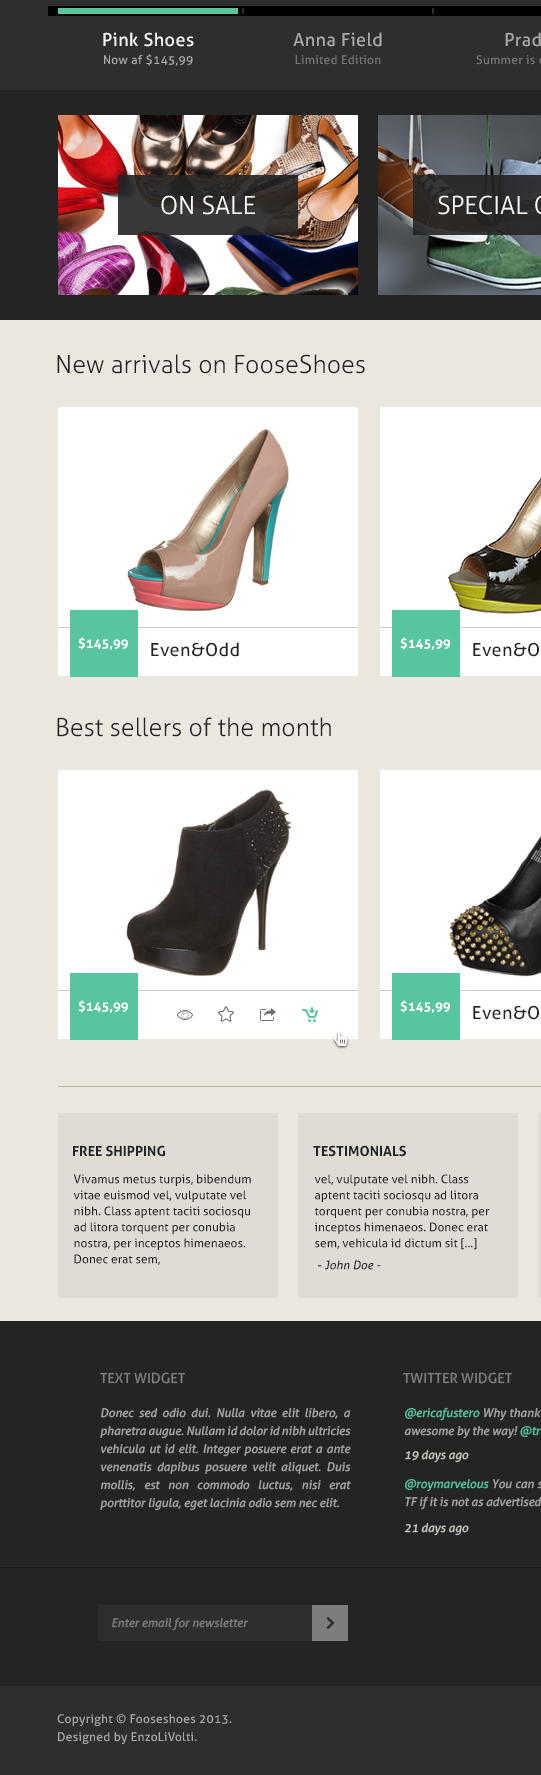 Pink Shoes
Now af $145,99
Anna Field
Limited Edition
Prad
Summer is
ON SALE
SPECIAL
New arrivals on FooseShoes
$145,99
Even&Odd
$145,99
Even&O
Best sellers of the month
$145,99
$145,99
Even&O
FREE SHIPPING
Vivamus metus turpis, bibendum
vitae euismod vel, vulputate vel
nibh. Class aptent taciti sociosqu
ad litora torquent per conubia
nostra, per inceptos himenaeos.
Donec erat sem,
TESTIMONIALS
vel, vulputate vel nibh. Class
aptent taciti sociosqu ad litora
torquent per conubia nostra, per
inceptos himenaeos. Donec erat
sem, vehicula id dictum sit [...]
- John Doe -
TEXT WIDGET
Donec sed odio dui. Nulla vitae elit libero, a
pharetra augue. Nullam id dolor id nibh ultricies
vehicula ut id elit. Integer posuere erat a ante
venenatis dapibus posuere velit aliquet. Duis
mollis, est non commodo luctus, nisi erat
porttitor ligula, eget lacinia odio sem nec elit.
TWITTER WIDGET
@ericafustero Why thank
awesome by the way! @tr
19 days ago
@roymarvelous You can s
TF if it is not as advertised
21 days ago
Enter email for newsletter
Copyright © Fooseshoes 2013.
Designed by EnzoLiVolti.